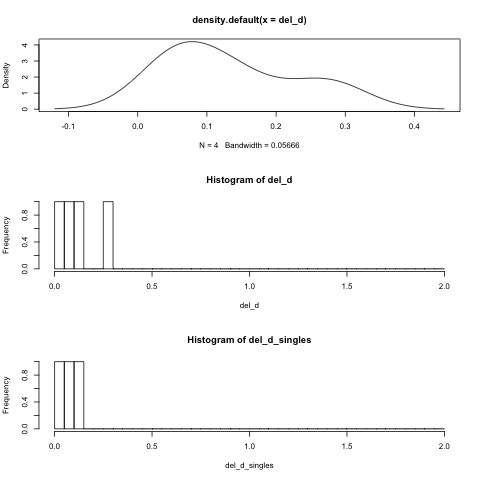 density.default(x = del_d)
Density
0 1 2 3 4
-0.1 0.0 0.1 0.2 0.3 0.4
N = 4 Bandwidth = 0.05666
Histogram of del_d
Frequency
0.0 0.4 0.8
0.0 0.5 1.0 1.5 2.0
del_d
Histogram of del_d_singles
Frequency
0.0 0.4 0.8
0.0 0.5 1.0 1.5 2.0
del_d_singles